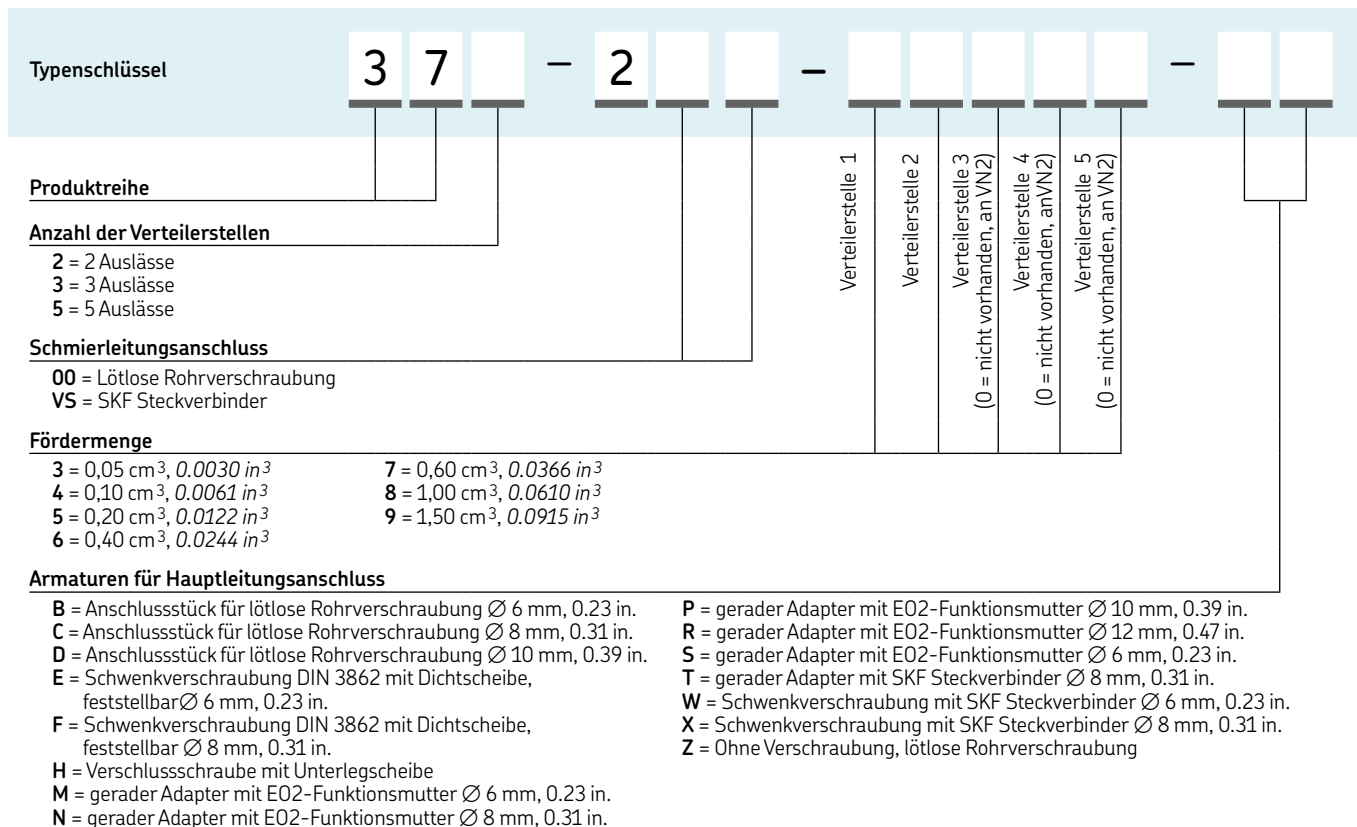 Typenschlüssel 3 7 – 2 – –
Produktreihe
Anzahl der Verteilerstellen
2 = 2 Auslässe
3 = 3 Auslässe
5 = 5 Auslässe
Schmierleitungsanschluss
00 = Lötlose Rohrverschraubung
VS = SKF Steckverbinder
Verteilerstelle 1
Verteilerstelle 2
Verteilerstelle 3
(0 = nicht vorhanden, an VN2)
Verteilerstelle 4
(0 = nicht vorhanden, anVN2)
Verteilerstelle 5
(0 = nicht vorhanden, an VN2)
Fördermenge
3 = 0,05 cm³, 0.0030 in³
4 = 0,10 cm³, 0.0061 in³
5 = 0,20 cm³, 0.0122 in³
6 = 0,40 cm³, 0.0244 in³
7 = 0,60 cm³, 0.0366 in³
8 = 1,00 cm³, 0.0610 in³
9 = 1,50 cm³, 0.0915 in³
Armaturen für Hauptleitungsanschluss
B = Anschlussstück für lötlose Rohrverschraubung ∅ 6 mm, 0.23 in.
C = Anschlussstück für lötlose Rohrverschraubung ∅ 8 mm, 0.31 in.
D = Anschlussstück für lötlose Rohrverschraubung ∅ 10 mm, 0.39 in.
E = Schwenkverschraubung DIN 3862 mit Dichtscheibe,
feststellbar∅ 6 mm, 0.23 in.
F = Schwenkverschraubung DIN 3862 mit Dichtscheibe,
feststellbar ∅ 8 mm, 0.31 in.
H = Verschlussschraube mit Unterlegscheibe
M = gerader Adapter mit EO2-Funktionsmutter ∅ 6 mm, 0.23 in.
N = gerader Adapter mit EO2-Funktionsmutter ∅ 8 mm, 0.31 in.
P = gerader Adapter mit EO2-Funktionsmutter ∅ 10 mm, 0.39 in.
R = gerader Adapter mit EO2-Funktionsmutter ∅ 12 mm, 0.47 in.
S = gerader Adapter mit EO2-Funktionsmutter ∅ 6 mm, 0.23 in.
T = gerader Adapter mit SKF Steckverbinder ∅ 8 mm, 0.31 in.
W = Schwenkverschraubung mit SKF Steckverbinder ∅ 6 mm, 0.23 in.
X = Schwenkverschraubung mit SKF Steckverbinder ∅ 8 mm, 0.31 in.
Z = Ohne Verschraubung, lötlose Rohrverschraubung